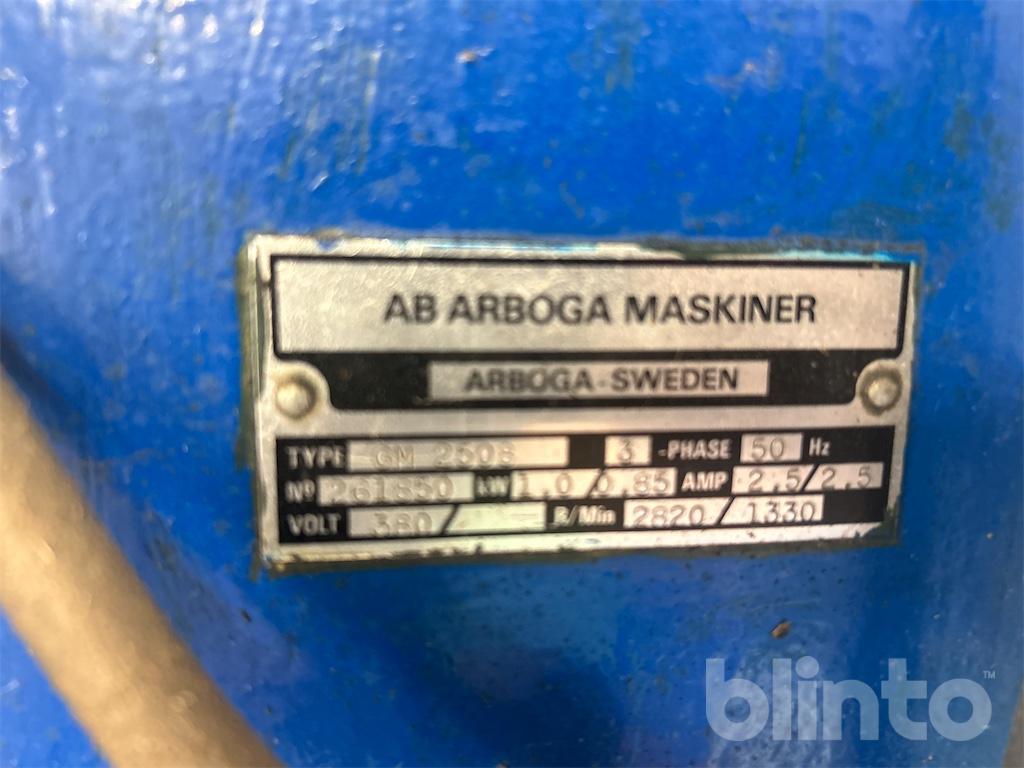 AB ARBOGA MASKINER
ARBOGA - SWEDEN
TYPE GM 2508 3 -PHASE 50 Hz
Nº 261850 kW 1.0/0.85 AMP 2.5/2.5
VOLT 380/ R/Min 2820/1330
blinto™